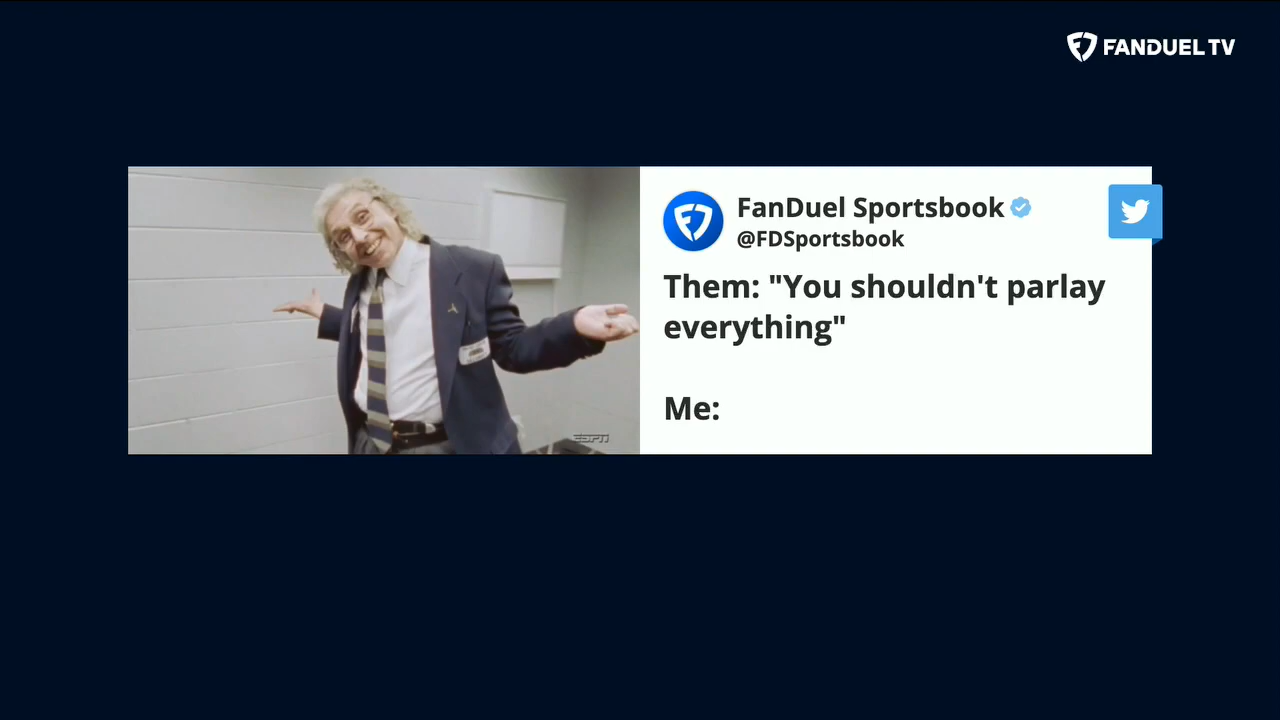 FANDUEL TV
FanDuel Sportsbook
@FDSportsbook
Them: "You shouldn't parlay
everything"
Me:
ESPN